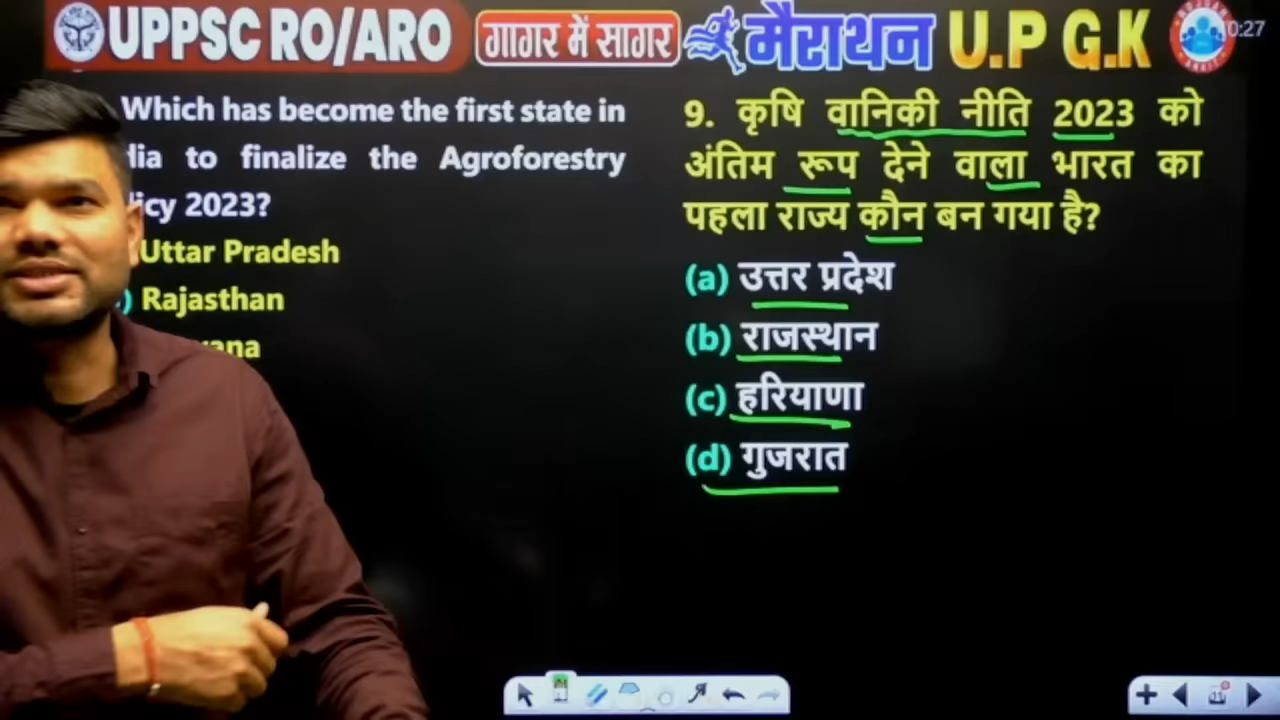 UPPSC RO/ARO गागर में सागर मैराथन U.P G.K
0:27
Which has become the first state in
to finalize the Agroforestry
2023?
Uttar Pradesh
Rajasthan
9. कृषि वानिकी नीति 2023 को
अंतिम रूप देने वाला भारत का
पहला राज्य कौन बन गया है?
(a) उत्तर प्रदेश
(b) राजस्थान
(c) हरियाणा
(d) गुजरात